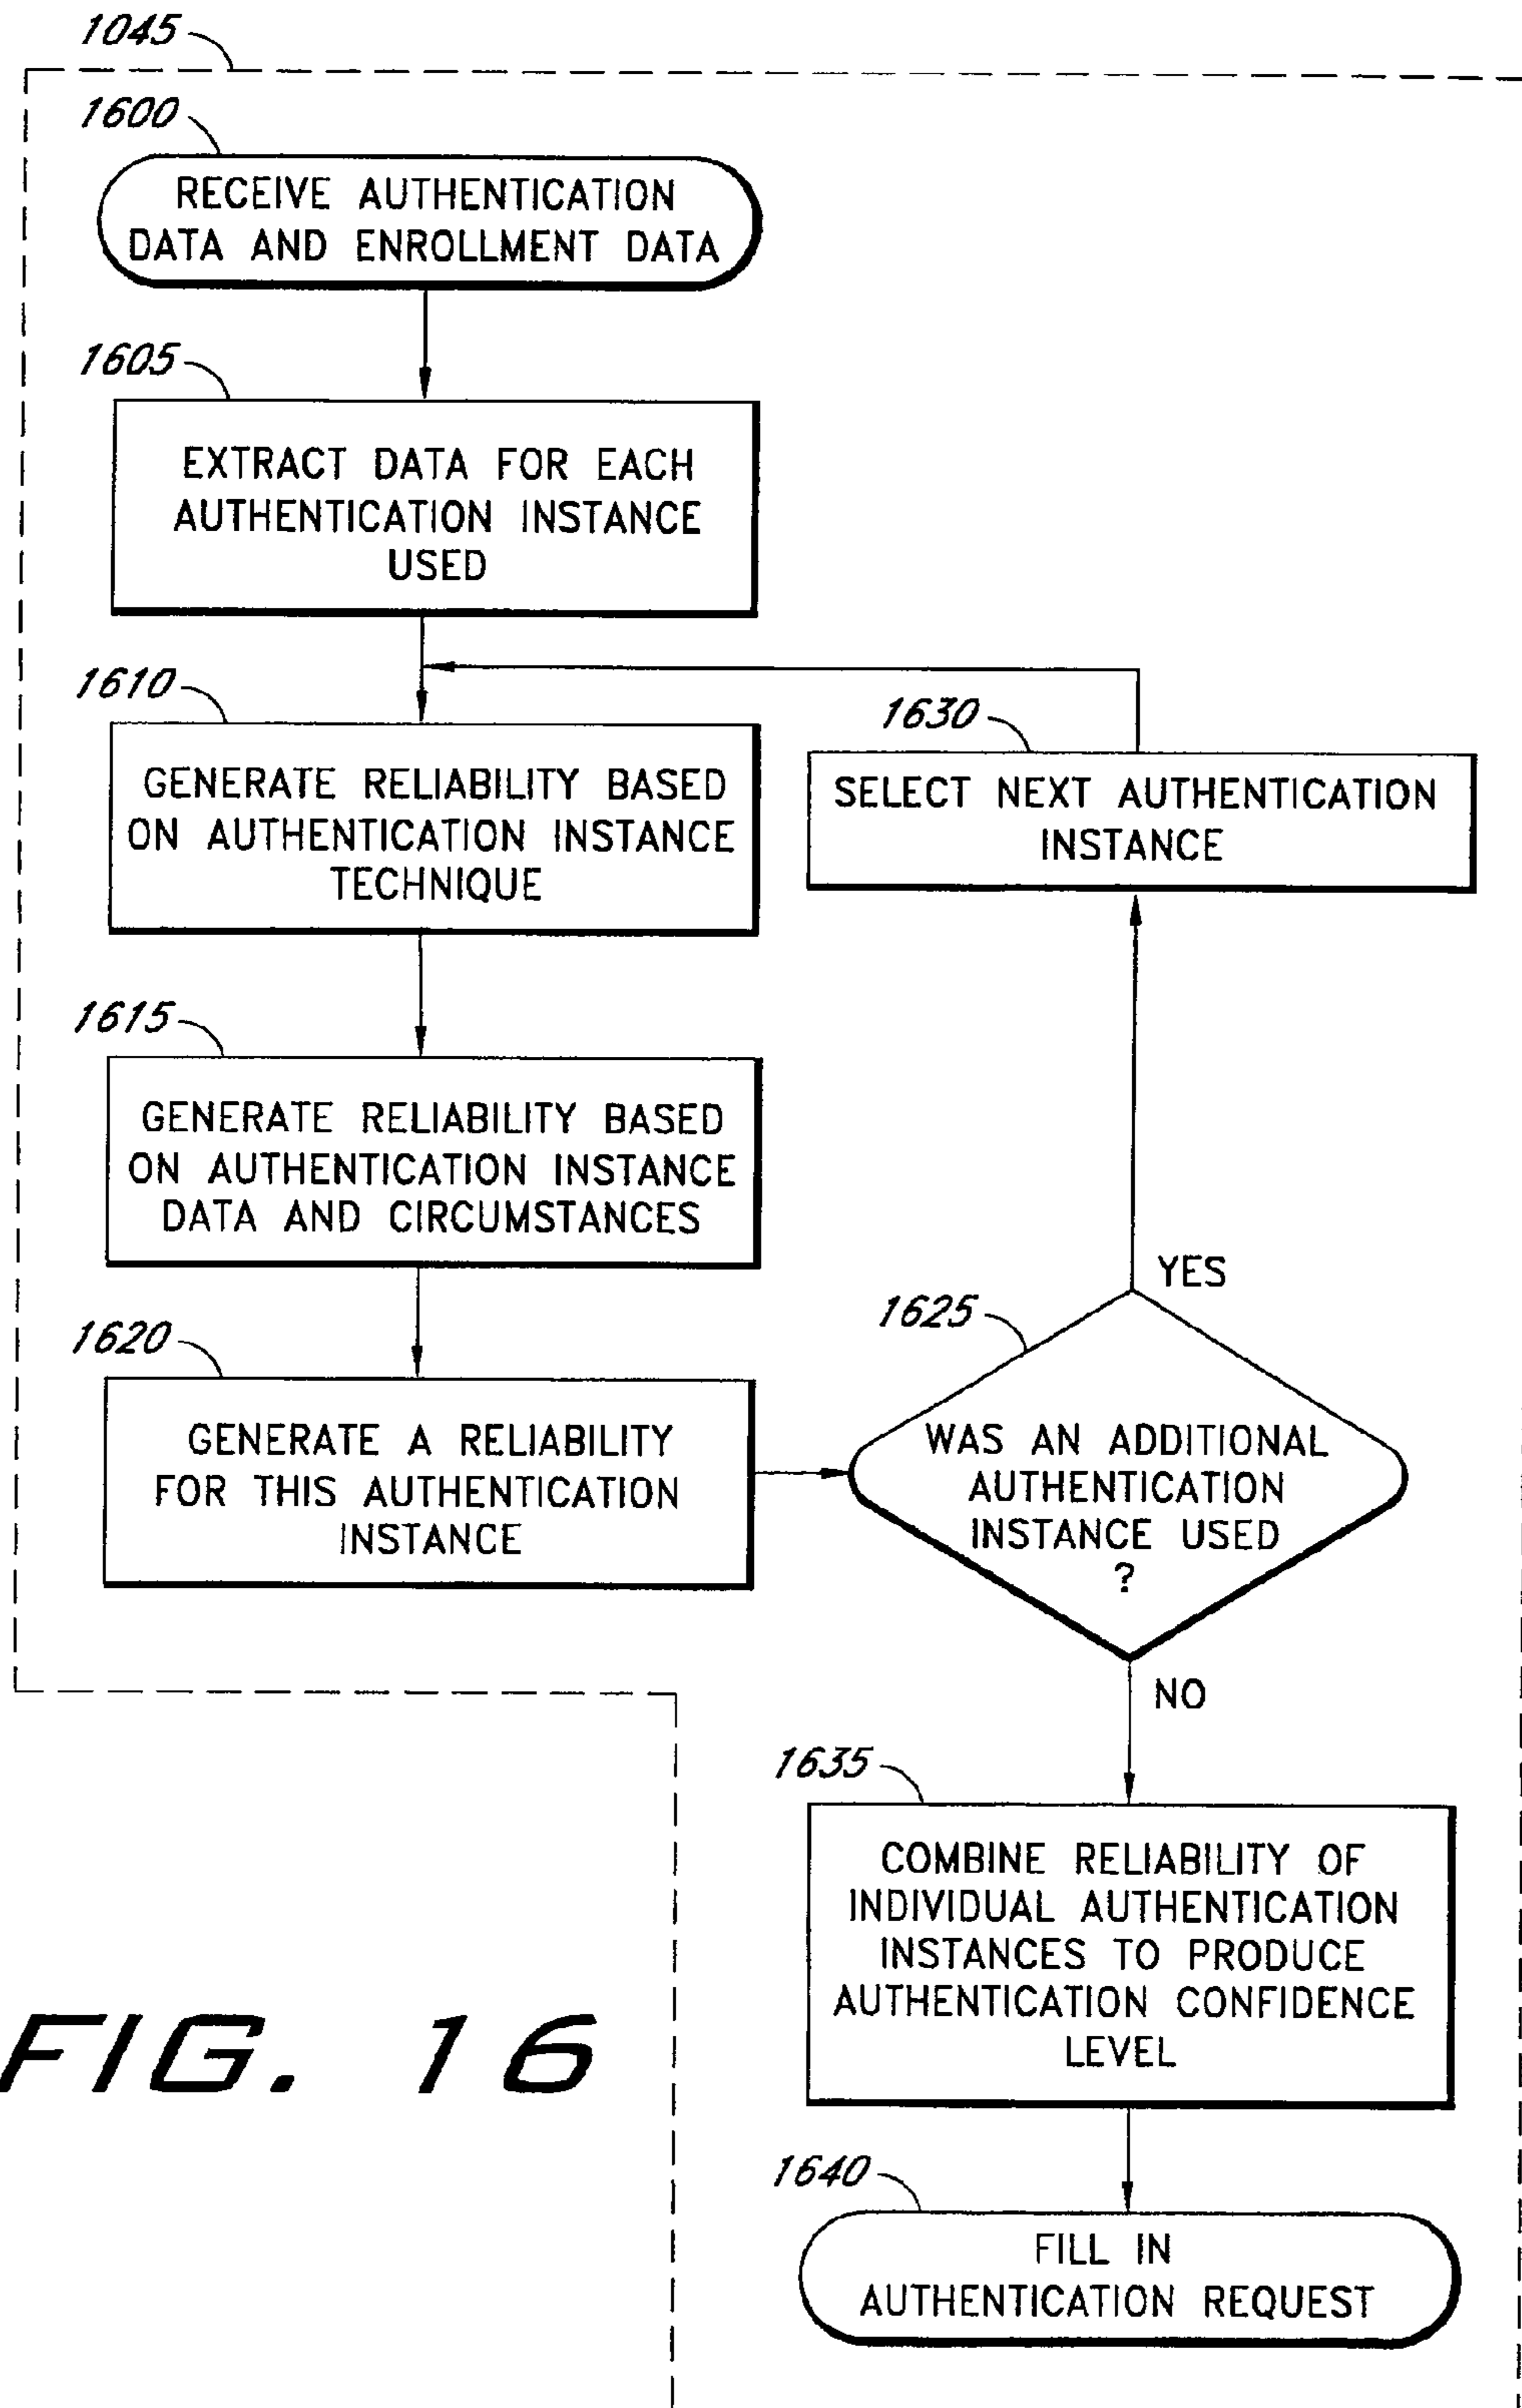 1045
1600
RECEIVE AUTHENTICATION
DATA AND ENROLLMENT DATA
1605
EXTRACT DATA FOR EACH
AUTHENTICATION INSTANCE
USED
1610
GENERATE RELIABILITY BASED
ON AUTHENTICATION INSTANCE
TECHNIQUE
1630
SELECT NEXT AUTHENTICATION
INSTANCE
1615
GENERATE RELIABILITY BASED
ON AUTHENTICATION INSTANCE
DATA AND CIRCUMSTANCES
1620
GENERATE A RELIABILITY
FOR THIS AUTHENTICATION
INSTANCE
YES
1625
WAS AN ADDITIONAL
AUTHENTICATION
INSTANCE USED
?
NO
1635
COMBINE RELIABILITY OF
INDIVIDUAL AUTHENTICATION
INSTANCES TO PRODUCE
AUTHENTICATION CONFIDENCE
LEVEL
1640
FILL IN
AUTHENTICATION REQUEST
FIG. 16